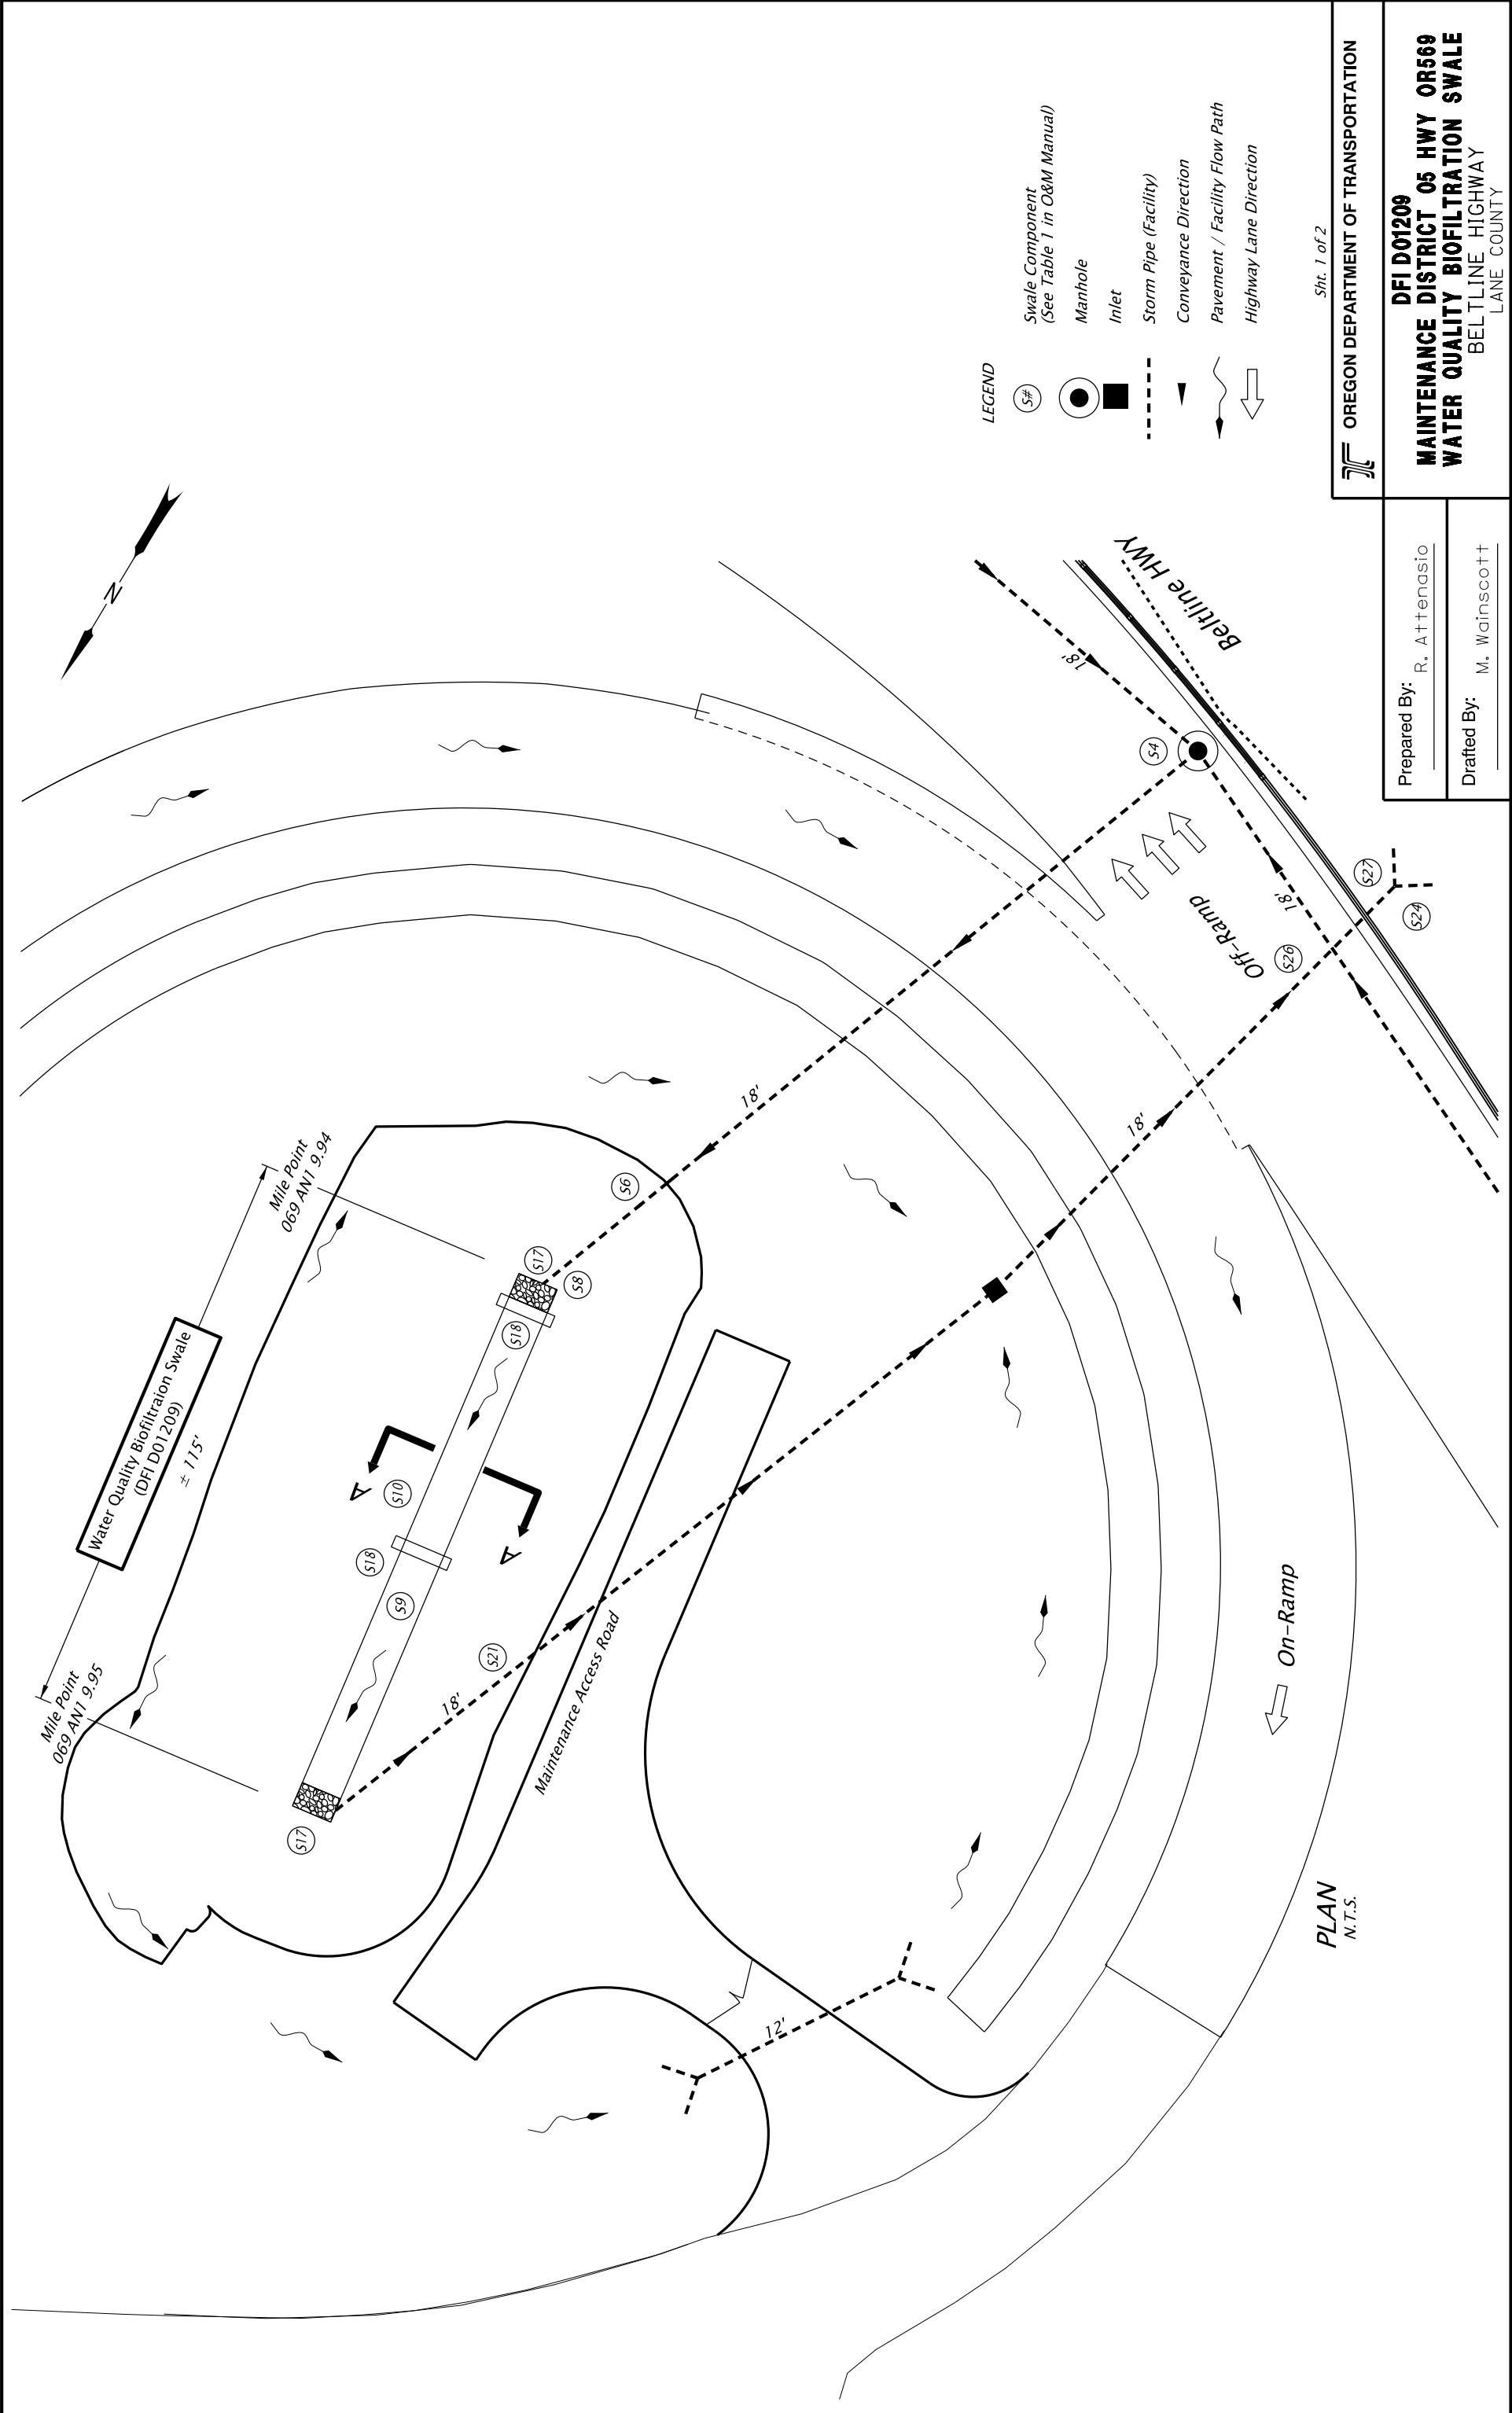 Water Quality Biofiltraion Swale
(DFI D01209)
± 115'
Mile Point
069 AN1 9.95
Mile Point
069 AN1 9.94
N
S17
S9
S18
S10
A
A
S18
S17
S8
S6
S21
18'
Maintenance Access Road
18'
18'
12'
S4
18'
Beltline HWY
Off-Ramp
S26
18'
S27
S24
On-Ramp
PLAN
N.T.S.
LEGEND
S#
Swale Component
(See Table 1 in O&M Manual)
Manhole
Inlet
Storm Pipe (Facility)
Conveyance Direction
Pavement / Facility Flow Path
Highway Lane Direction
Sht. 1 of 2
OREGON DEPARTMENT OF TRANSPORTATION
DFI D01209
MAINTENANCE DISTRICT 05 HWY OR569
WATER QUALITY BIOFILTRATION SWALE
BELTLINE HIGHWAY
LANE COUNTY
Prepared By:
R. Attenasio
Drafted By:
M. Wainscott